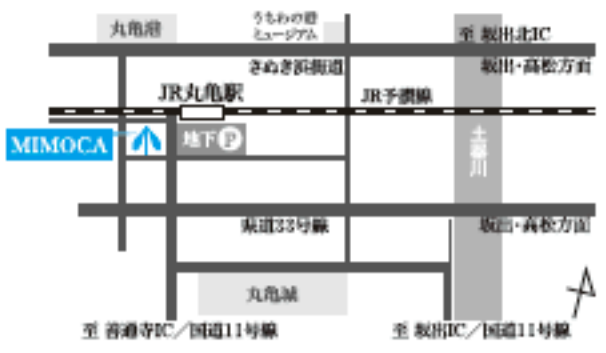 丸亀港
うちわの港
ミュージアム
至 坂出北IC
さぬき浜街道
坂出・高松方面
JR丸亀駅
JR予讃線
MIMOCA
地下P
土器川
県道33号線
坂出・高松方面
丸亀城
至 善通寺IC/国道11号線
至 坂出IC/国道11号線